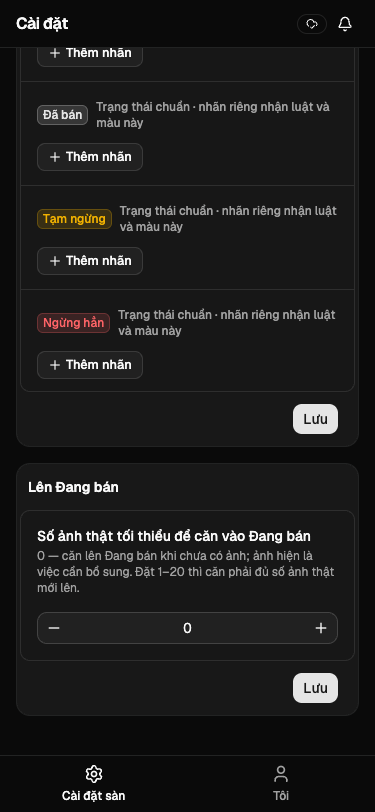 Cài đặt
+ Thêm nhãn
Đã bán
Trạng thái chuẩn · nhãn riêng nhận luật và
màu này
+ Thêm nhãn
Tạm ngừng
Trạng thái chuẩn · nhãn riêng nhận luật
và màu này
+ Thêm nhãn
Ngừng hẳn
Trạng thái chuẩn · nhãn riêng nhận luật
và màu này
+ Thêm nhãn
Lưu
Lên Đang bán
Số ảnh thật tối thiểu để căn vào Đang bán
0 — căn lên Đang bán khi chưa có ảnh; ảnh hiện là
việc cần bổ sung. Đặt 1–20 thì căn phải đủ số ảnh thật
mới lên.
− 0 +
Lưu
Cài đặt sàn
Tôi